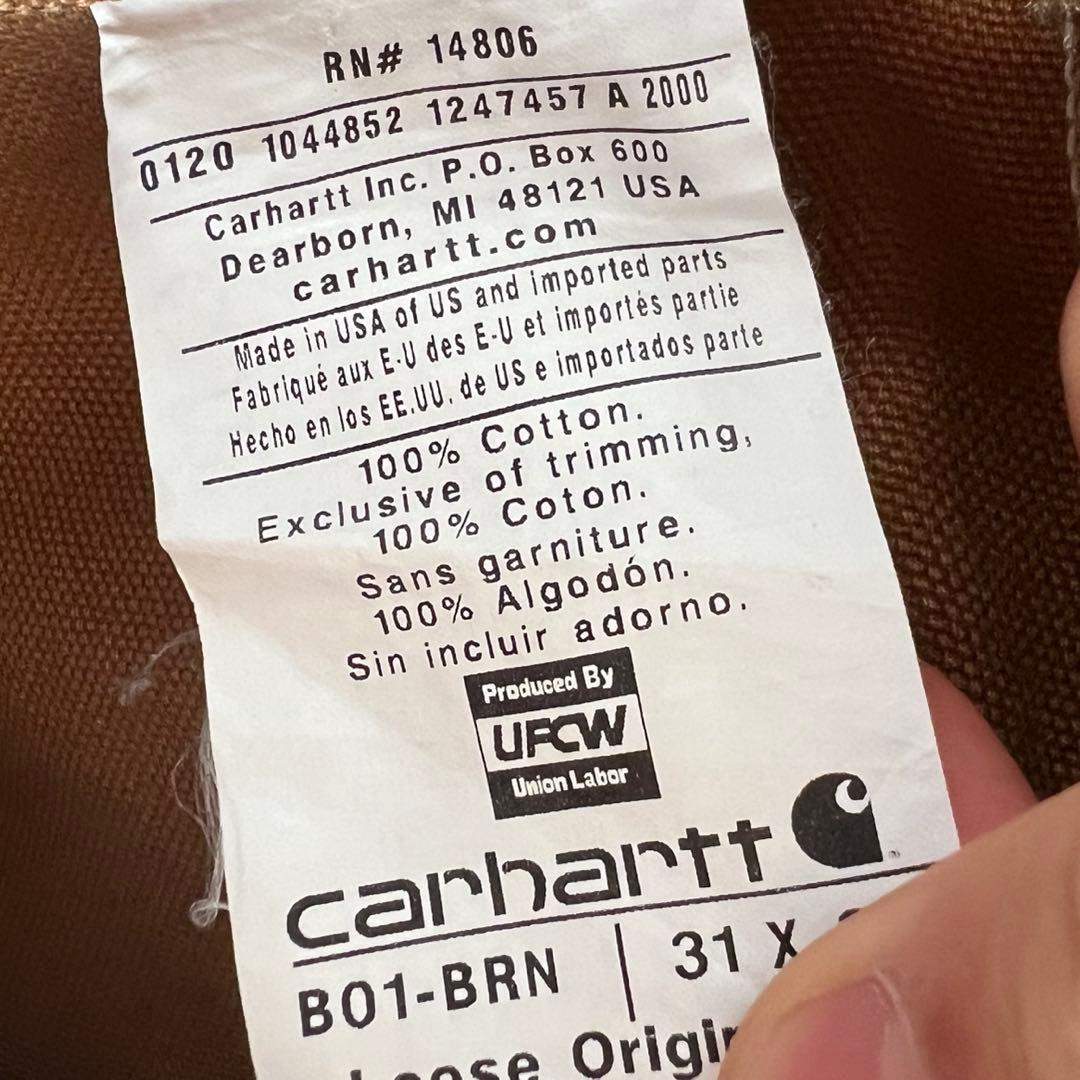 RN# 14806
0120 1044852 1247457 A 2000
Carhartt Inc. P.O. Box 600
Dearborn, MI 48121 USA
carhartt.com
Made in USA of US and imported parts
Fabriqué aux E-U des E-U et importés partie
Hecho en los EE.UU. de US e importados parte
100% Cotton.
Exclusive of trimming,
100% Coton.
Sans garniture.
100% Algodón.
Sin incluir adorno.
Produced By
UFCW
Union Labor
carhartt
B01-BRN | 31 X